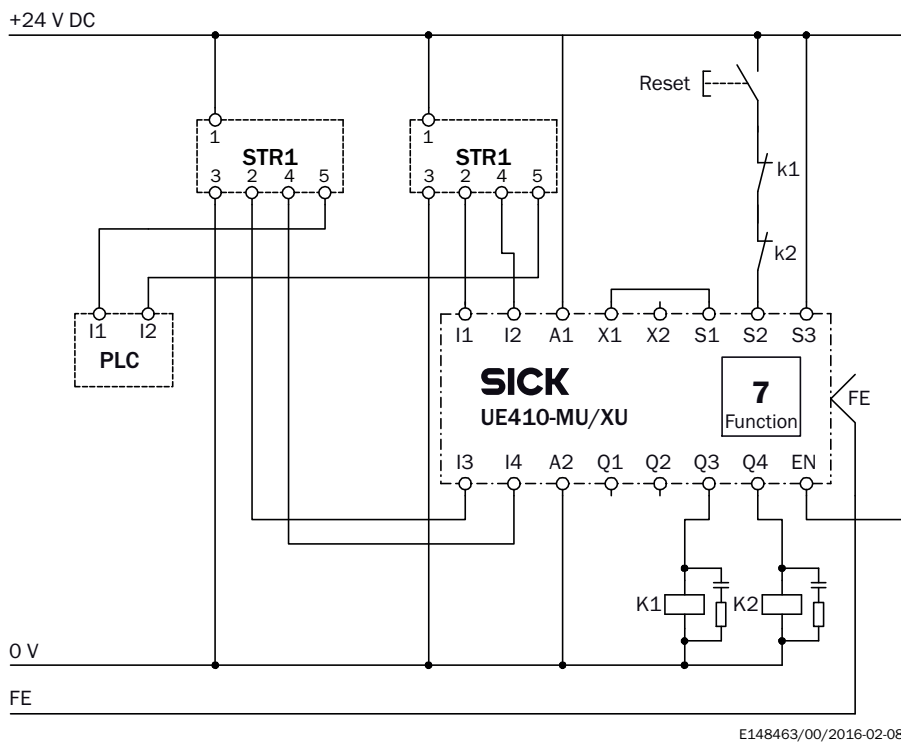 +24 V DC
Reset
1
STR1
3 2 4 5
1
STR1
3 2 4 5
k1
k2
I1 I2
PLC
I1 I2 A1 X1 X2 S1 S2 S3
SICK
UE410-MU/XU
7
Function
FE
I3 I4 A2 Q1 Q2 Q3 Q4 EN
K1
K2
0 V
FE
E148463/00/2016-02-08